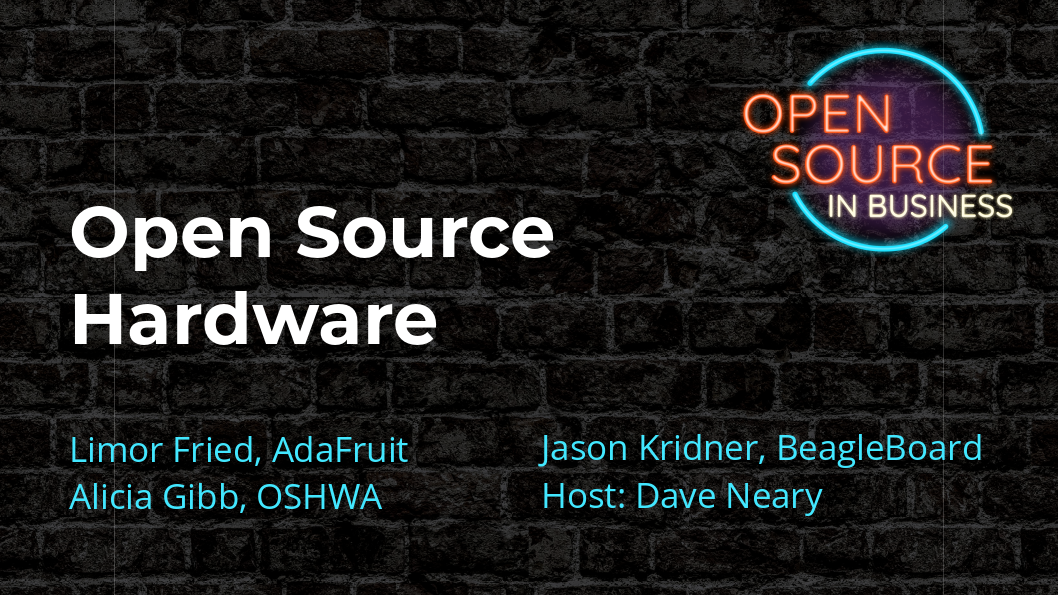 OPEN
SOURCE
IN BUSINESS
Open Source
Hardware
Limor Fried, AdaFruit
Alicia Gibb, OSHWA
Jason Kridner, BeagleBoard
Host: Dave Neary